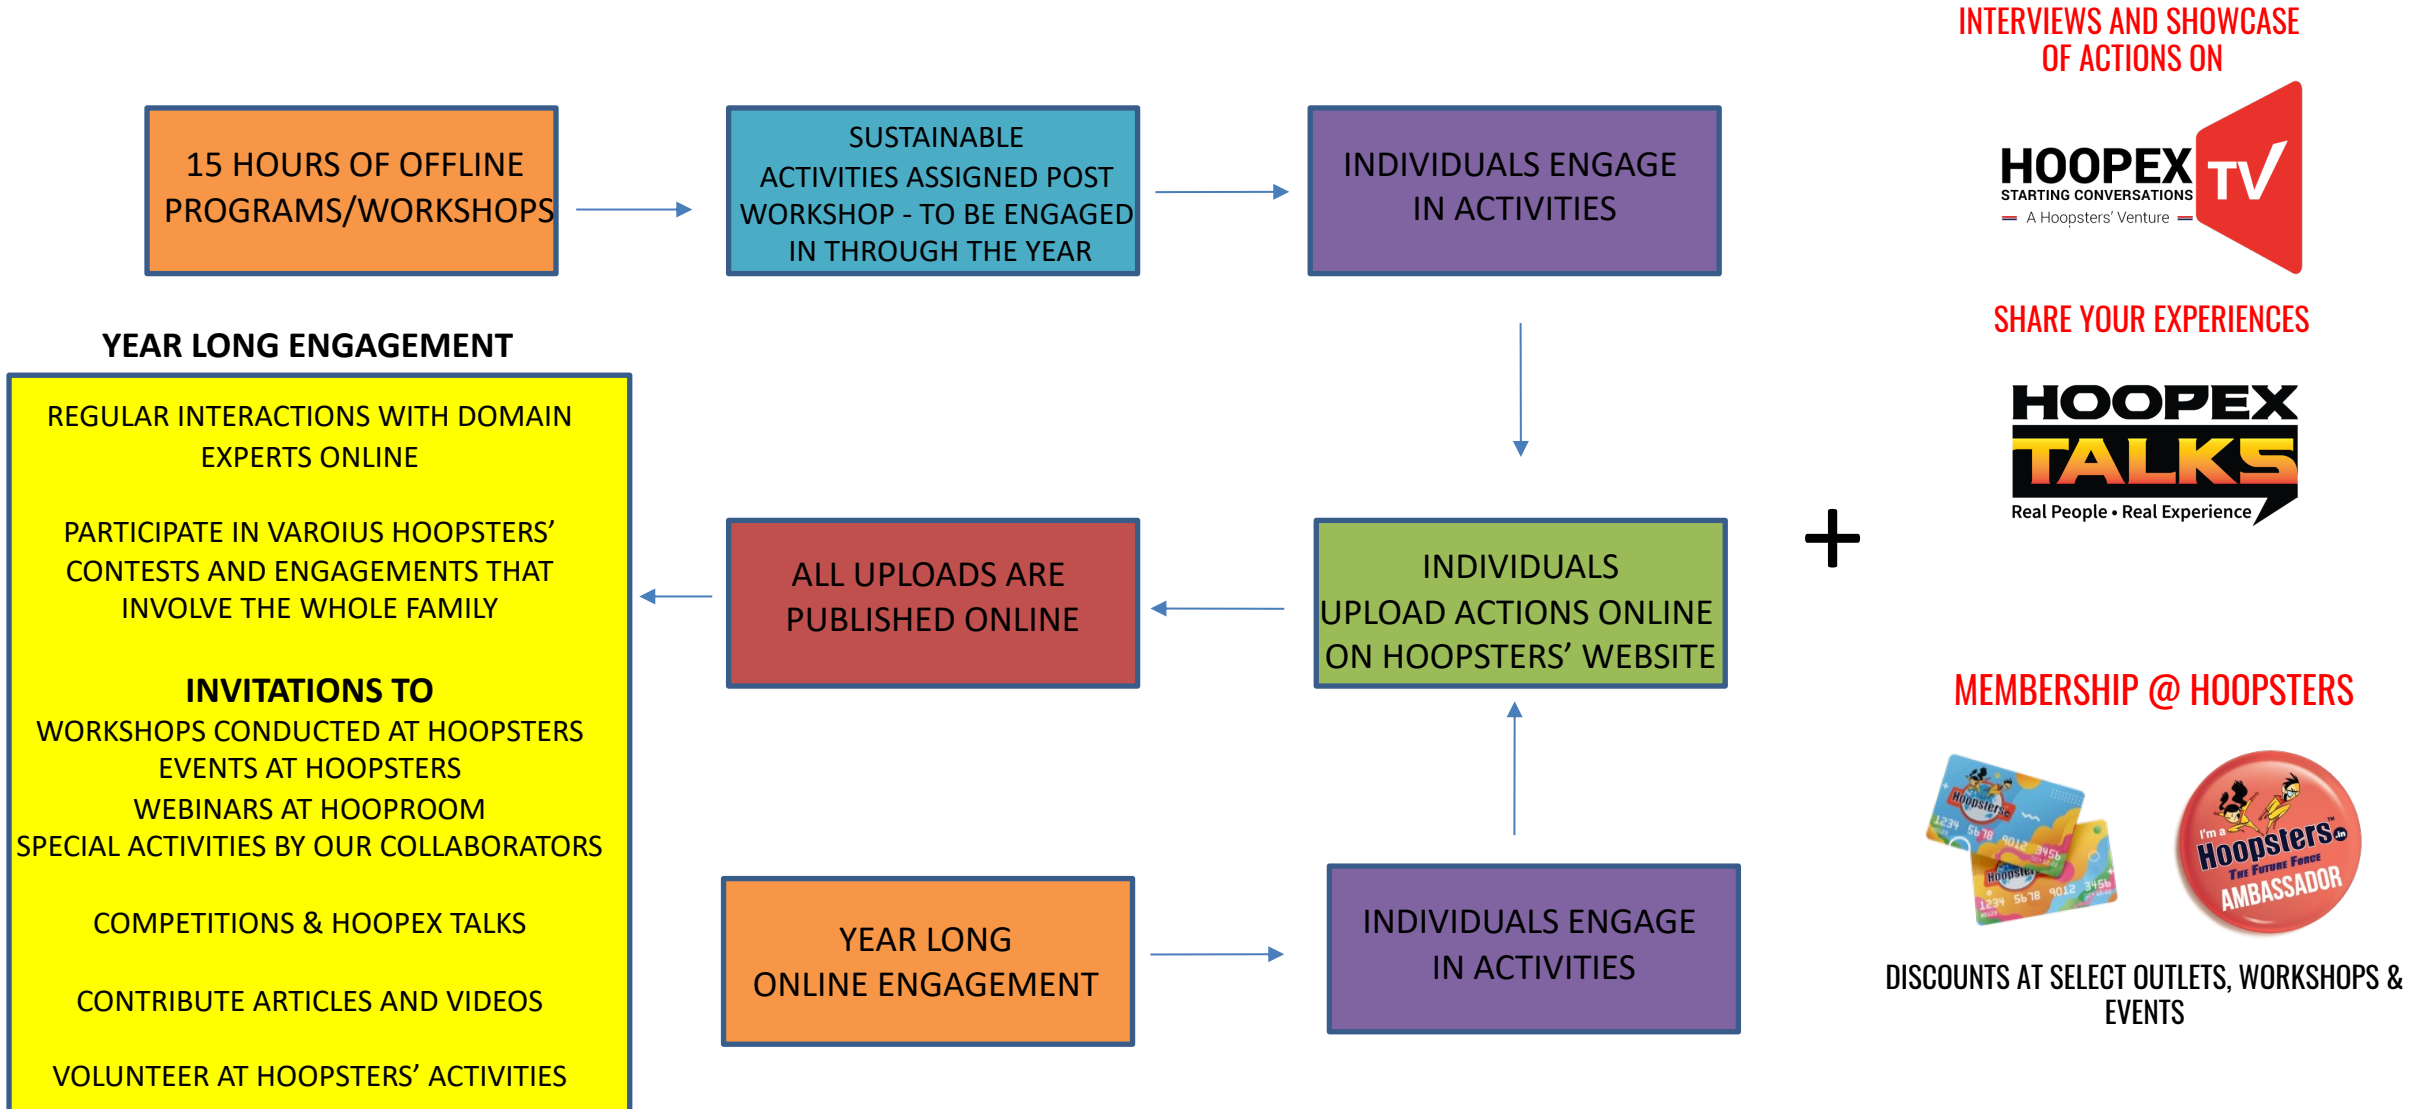 INTERVIEWS AND SHOWCASE
OF ACTIONS ON
HOOPEX
TV
STARTING CONVERSATIONS
A Hoopsters' Venture
15 HOURS OF OFFLINE
PROGRAMS/WORKSHOPS
SUSTAINABLE
ACTIVITIES ASSIGNED POST
WORKSHOP - TO BE ENGAGED
IN THROUGH THE YEAR
INDIVIDUALS ENGAGE
IN ACTIVITIES
SHARE YOUR EXPERIENCES
HOOPEX
TALKS
Real People • Real Experience
YEAR LONG ENGAGEMENT
REGULAR INTERACTIONS WITH DOMAIN
EXPERTS ONLINE
PARTICIPATE IN VAROIUS HOOPSTERS’
CONTESTS AND ENGAGEMENTS THAT
INVOLVE THE WHOLE FAMILY
INVITATIONS TO
WORKSHOPS CONDUCTED AT HOOPSTERS
EVENTS AT HOOPSTERS
WEBINARS AT HOOPROOM
SPECIAL ACTIVITIES BY OUR COLLABORATORS
COMPETITIONS & HOOPEX TALKS
CONTRIBUTE ARTICLES AND VIDEOS
VOLUNTEER AT HOOPSTERS’ ACTIVITIES
ALL UPLOADS ARE
PUBLISHED ONLINE
INDIVIDUALS
UPLOAD ACTIONS ONLINE
ON HOOPSTERS’ WEBSITE
+
YEAR LONG
ONLINE ENGAGEMENT
INDIVIDUALS ENGAGE
IN ACTIVITIES
MEMBERSHIP @ HOOPSTERS
Hoopsters
1234 5678 9012 3456
Hoopsters
1234 5678 9012 3456
I'm a
Hoopsters.in™
THE FUTURE FORCE
AMBASSADOR
DISCOUNTS AT SELECT OUTLETS, WORKSHOPS &
EVENTS